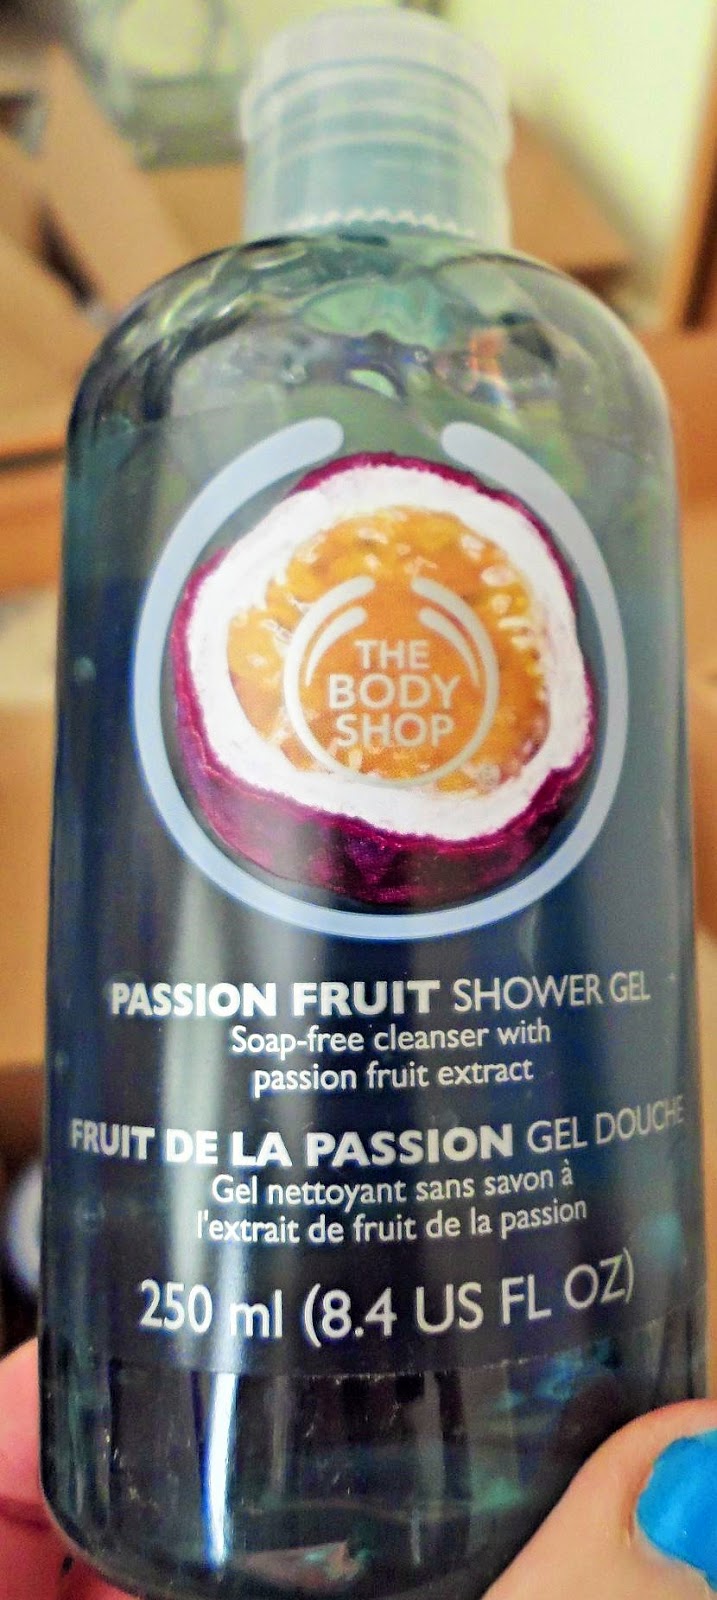 THE
BODY
SHOP
PASSION FRUIT SHOWER GEL
Soap-free cleanser with
passion fruit extract
FRUIT DE LA PASSION GEL DOUCHE
Gel nettoyant sans savon à
l'extrait de fruit de la passion
250 ml (8.4 US FL OZ)